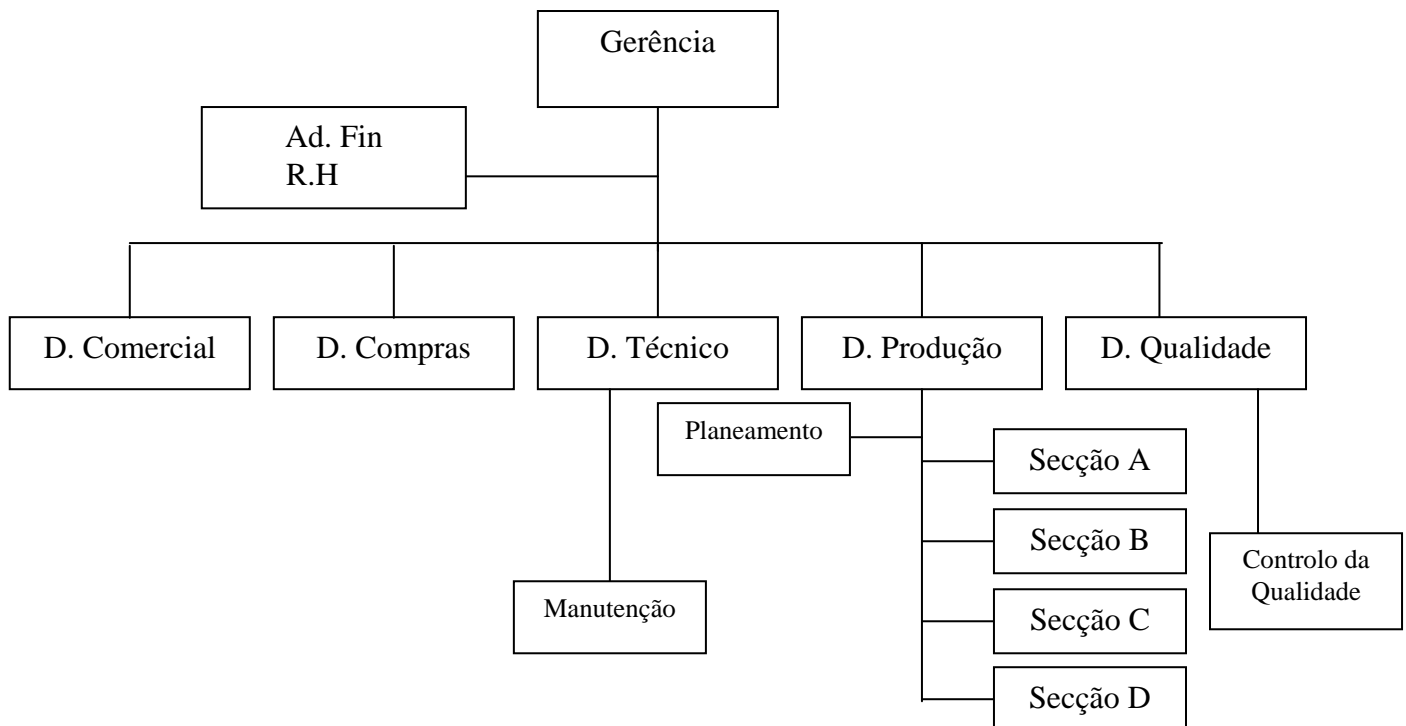 Gerência
Ad. Fin
R.H
D. Comercial
D. Compras
D. Técnico
D. Produção
D. Qualidade
Planeamento
Secção A
Secção B
Controlo da
Qualidade
Manutenção
Secção C
Secção D